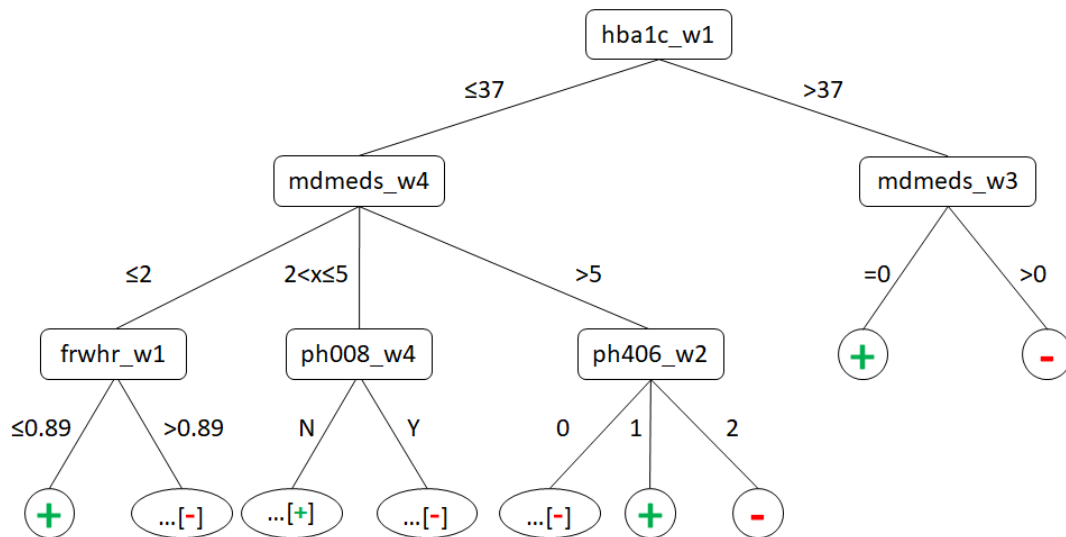 hba1c_w1
≤37
>37
mdmeds_w4
mdmeds_w3
≤2
2<x≤5
>5
=0
>0
frwhr_w1
ph008_w4
ph406_w2
+
-
≤0.89
>0.89
N
Y
0
1
2
+
...[-]
...[+]
...[-]
...[-]
+
-